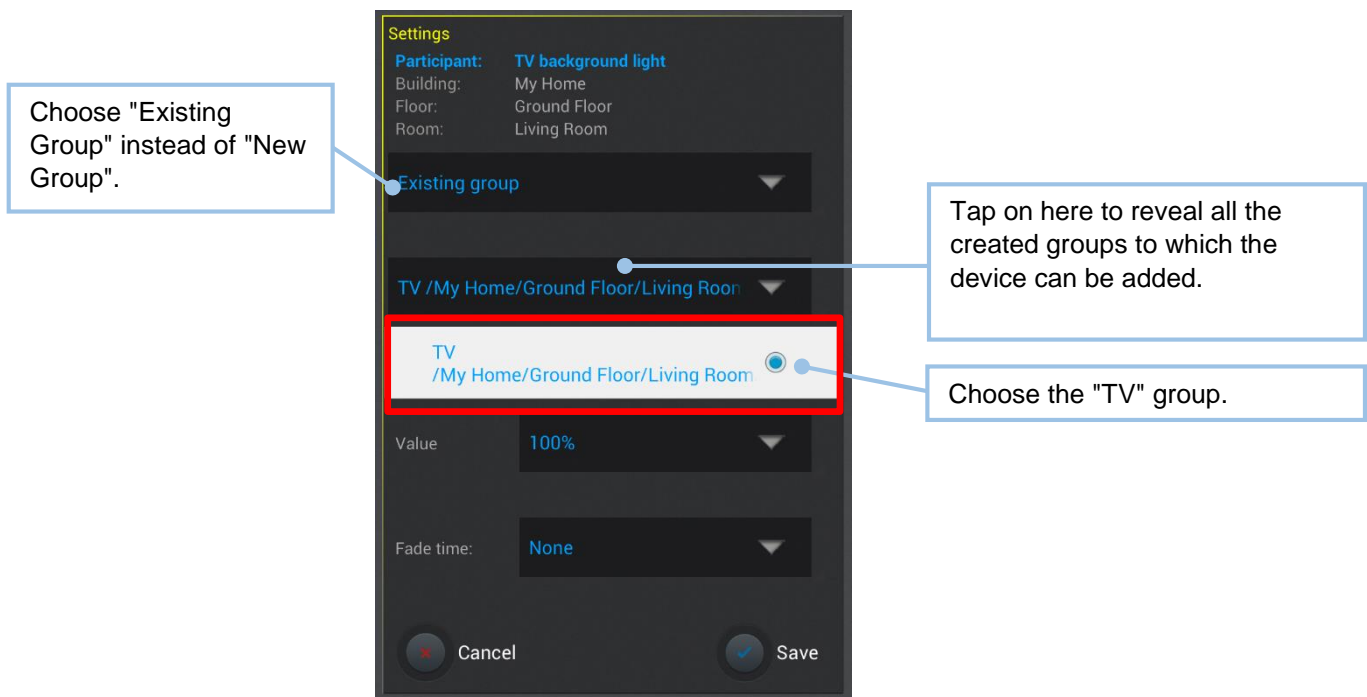 Settings
Participant: TV background light
Building: My Home
Floor: Ground Floor
Room: Living Room
Choose "Existing
Group" instead of "New
Group".
Existing group
Tap on here to reveal all the
created groups to which the
device can be added.
TV /My Home/Ground Floor/Living Roon
TV
/My Home/Ground Floor/Living Room
Choose the "TV" group.
Value 100%
Fade time: None
Cancel Save